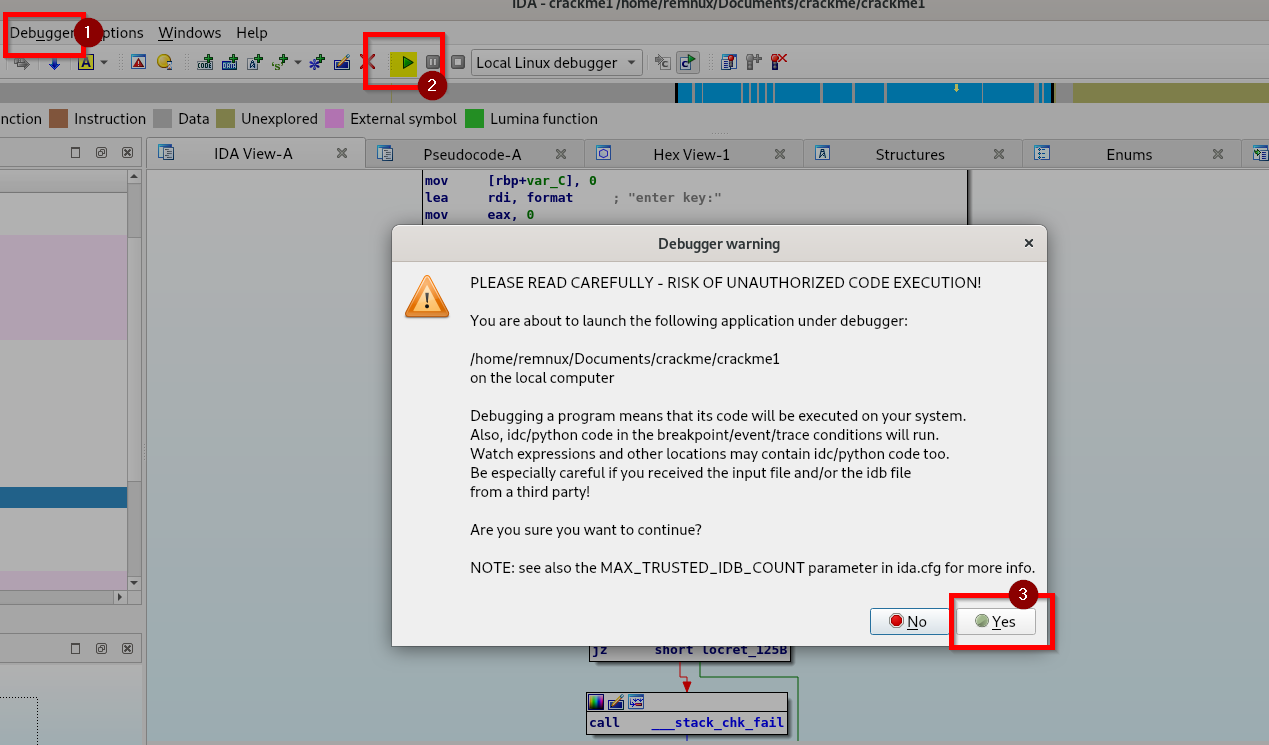 IDA - crackme1 /home/remnux/Documents/crackme/crackme1
Debugger 1 ptions Windows Help
2
Local Linux debugger
nction Instruction Data Unexplored External symbol Lumina function
IDA View-A Pseudocode-A Hex View-1 Structures Enums
mov [rbp+var_C], 0
lea rdi, format ; "enter key:"
mov eax, 0
Debugger warning
PLEASE READ CAREFULLY - RISK OF UNAUTHORIZED CODE EXECUTION!
You are about to launch the following application under debugger:
/home/remnux/Documents/crackme/crackme1
on the local computer
Debugging a program means that its code will be executed on your system.
Also, idc/python code in the breakpoint/event/trace conditions will run.
Watch expressions and other locations may contain idc/python code too.
Be especially careful if you received the input file and/or the idb file
from a third party!
Are you sure you want to continue?
NOTE: see also the MAX_TRUSTED_IDB_COUNT parameter in ida.cfg for more info.
3
No Yes
jz short locret_125B
call ___stack_chk_fail